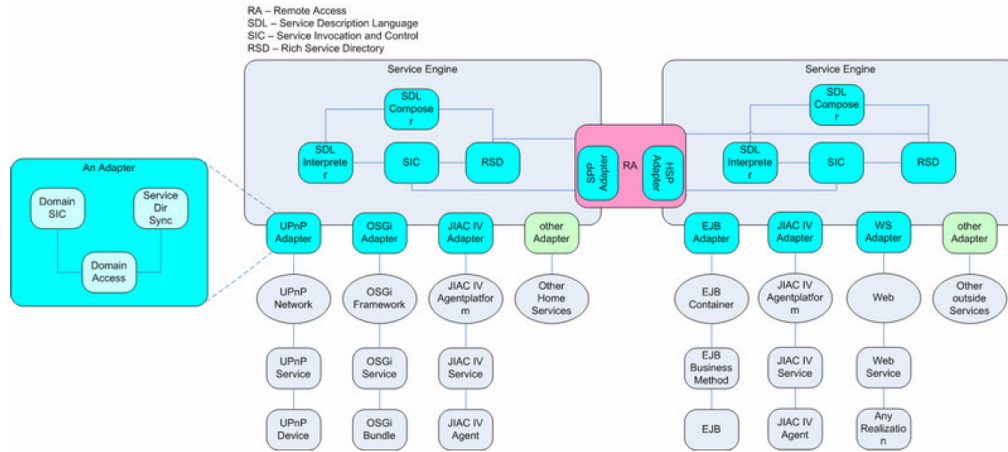 RA – Remote Access
SDL – Service Description Language
SIC – Service Invocation and Control
RSD – Rich Service Directory
Service Engine
SDL
Compose
r
SDL
Interprete
r
SIC
RSD
SPP
Adapter
RA
HSP
Adapter
Service Engine
SDL
Compose
r
SDL
Interprete
r
SIC
RSD
An Adapter
Domain
SIC
Service
Dir
Sync
Domain
Access
UPnP
Adapter
OSGi
Adapter
JIAC IV
Adapter
other
Adapter
EJB
Adapter
JIAC IV
Adapter
WS
Adapter
other
Adapter
UPnP
Network
OSGi
Framework
JIAC IV
Agentplatfor
m
Other
Home
Services
EJB
Container
JIAC IV
Agentplatfor
m
Web
Other
outside
Services
UPnP
Service
OSGi
Service
JIAC IV
Service
EJB
Business
Method
JIAC IV
Service
Web
Service
UPnP
Device
OSGi
Bundle
JIAC IV
Agent
EJB
JIAC IV
Agent
Any
Realizatio
n